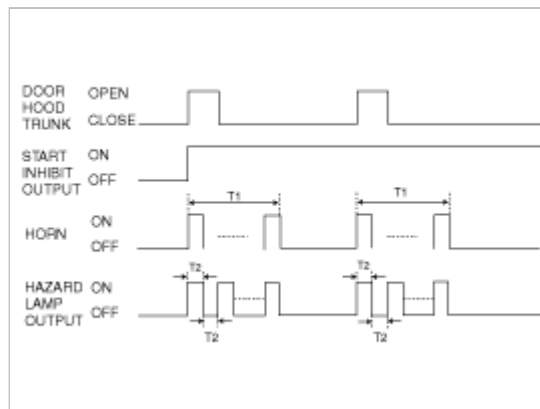 DOOR OPEN
HOOD
TRUNK CLOSE
START ON
INHIBIT
OUTPUT OFF
T1 T1
ON
HORN
OFF
T2 T2
HAZARD ON
LAMP
OUTPUT OFF
T2 T2